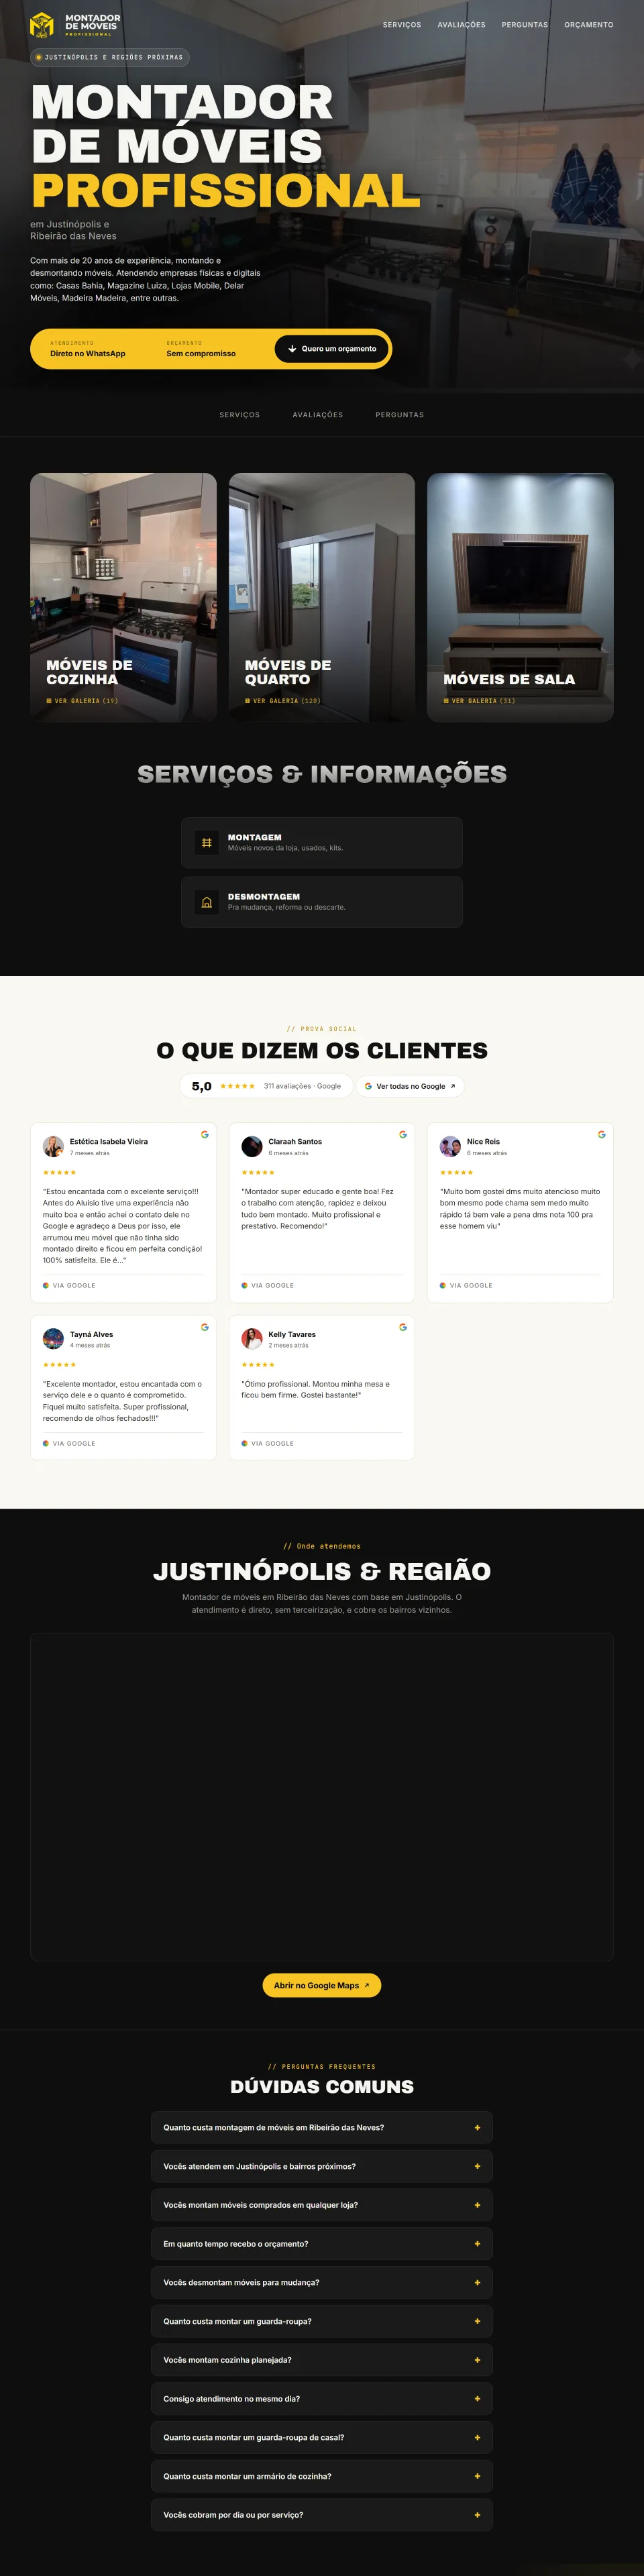 MONTADOR
DE MÓVEIS
PROFISSIONAL
SERVIÇOS
AVALIAÇÕES
PERGUNTAS
ORÇAMENTO
JUSTINÓPOLIS E REGIÕES PRÓXIMAS
MONTADOR
DE MÓVEIS
PROFISSIONAL
em Justinópolis e
Ribeirão das Neves
Com mais de 20 anos de experiência, montando e
desmontando móveis. Atendendo empresas físicas e digitais
como: Casas Bahia, Magazine Luiza, Lojas Mobile, Delar
Móveis, Madeira Madeira, entre outras.
ATENDIMENTO
Direto no WhatsApp
ORÇAMENTO
Sem compromisso
Quero um orçamento
SERVIÇOS
AVALIAÇÕES
PERGUNTAS
MÓVEIS DE
COZINHA
VER GALERIA (19)
MÓVEIS DE
QUARTO
VER GALERIA (120)
MÓVEIS DE SALA
VER GALERIA (31)
SERVIÇOS & INFORMAÇÕES
MONTAGEM
Móveis novos da loja, usados, kits.
DESMONTAGEM
Pra mudança, reforma ou descarte.
// PROVA SOCIAL
O QUE DIZEM OS CLIENTES
5,0 ★★★★★ 311 avaliações · Google
Ver todas no Google ↗
Estética Isabela Vieira
7 meses atrás
★★★★★
"Estou encantada com o excelente serviço!!!
Antes do Aluisio tive uma experiência não
muito boa e então achei o contato dele no
Google e agradeço a Deus por isso, ele
arrumou meu móvel que não tinha sido
montado direito e ficou em perfeita condição!
100% satisfeita. Ele é..."
VIA GOOGLE
Claraah Santos
6 meses atrás
★★★★★
"Montador super educado e gente boa! Fez
o trabalho com atenção, rapidez e deixou
tudo bem montado. Muito profissional e
prestativo. Recomendo!"
VIA GOOGLE
Nice Reis
6 meses atrás
★★★★★
"Muito bom gostei dms muito atencioso muito
bom mesmo pode chama sem medo muito
rápido tá bem vale a pena dms nota 100 pra
esse homem viu"
VIA GOOGLE
Tayná Alves
4 meses atrás
★★★★★
"Excelente montador, estou encantada com o
serviço dele e o quanto é comprometido.
Fiquei muito satisfeita. Super profissional,
recomendo de olhos fechados!!!"
VIA GOOGLE
Kelly Tavares
2 meses atrás
★★★★★
"Ótimo profissional. Montou minha mesa e
ficou bem firme. Gostei bastante!"
VIA GOOGLE
// Onde atendemos
JUSTINÓPOLIS & REGIÃO
Montador de móveis em Ribeirão das Neves com base em Justinópolis. O
atendimento é direto, sem terceirização, e cobre os bairros vizinhos.
Abrir no Google Maps ↗
// PERGUNTAS FREQUENTES
DÚVIDAS COMUNS
Quanto custa montagem de móveis em Ribeirão das Neves? +
Vocês atendem em Justinópolis e bairros próximos? +
Vocês montam móveis comprados em qualquer loja? +
Em quanto tempo recebo o orçamento? +
Vocês desmontam móveis para mudança? +
Quanto custa montar um guarda-roupa? +
Vocês montam cozinha planejada? +
Consigo atendimento no mesmo dia? +
Quanto custa montar um guarda-roupa de casal? +
Quanto custa montar um armário de cozinha? +
Vocês cobram por dia ou por serviço? +